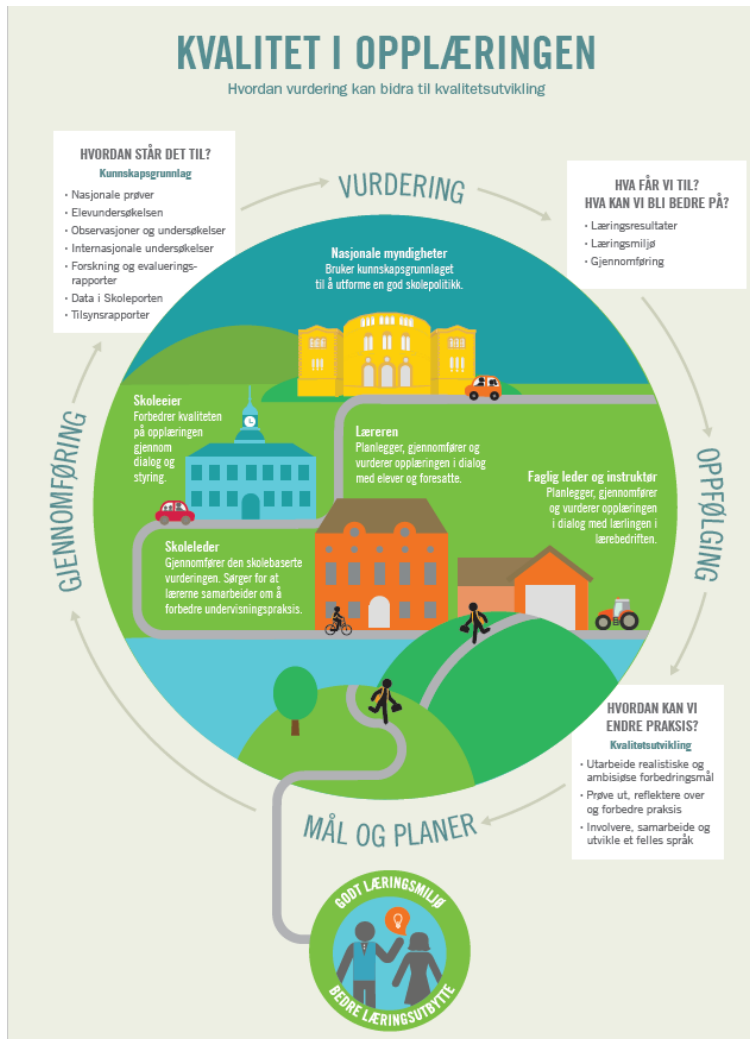 KVALITET I OPPLÆRINGEN
Hvordan vurdering kan bidra til kvalitetsutvikling
HVORDAN STÅR DET TIL?
Kunnskapsgrunnlag
· Nasjonale prøver
· Elevundersøkelsen
· Observasjoner og undersøkelser
· Internasjonale undersøkelser
· Forskning og evaluerings-
rapporter
· Data i Skoleporten
· Tilsynsrapporter
VURDERING
HVA FÅR VI TIL?
HVA KAN VI BLI BEDRE PÅ?
· Læringsresultater
· Læringsmiljø
· Gjennomføring
Nasjonale myndigheter
Bruker kunnskapsgrunnlaget
til å utforme en god skolepolitikk.
Skoleeier
Forbedrer kvaliteten
på opplæringen
gjennom
dialog og
styring.
Læreren
Planlegger, gjennomfører og
vurderer opplæringen i dialog
med elever og foresatte.
Faglig leder og instruktør
Planlegger, gjennomfører
og vurderer opplæringen
i dialog med lærlingen i
lærebedriften.
GJENNOMFØRING
OPPFØLGING
Skoleleder
Gjennomfører den skolebaserte
vurderingen. Sørger for at
lærerne samarbeider om å
forbedre undervisningspraksis.
HVORDAN KAN VI
ENDRE PRAKSIS?
Kvalitetsutvikling
· Utarbeide realistiske og
ambisiøse forbedringsmål
· Prøve ut, reflektere over
og forbedre praksis
· Involvere, samarbeide og
utvikle et felles språk
MÅL OG PLANER
GODT LÆRINGSMILJØ
BEDRE LÆRINGSUTBYTTE